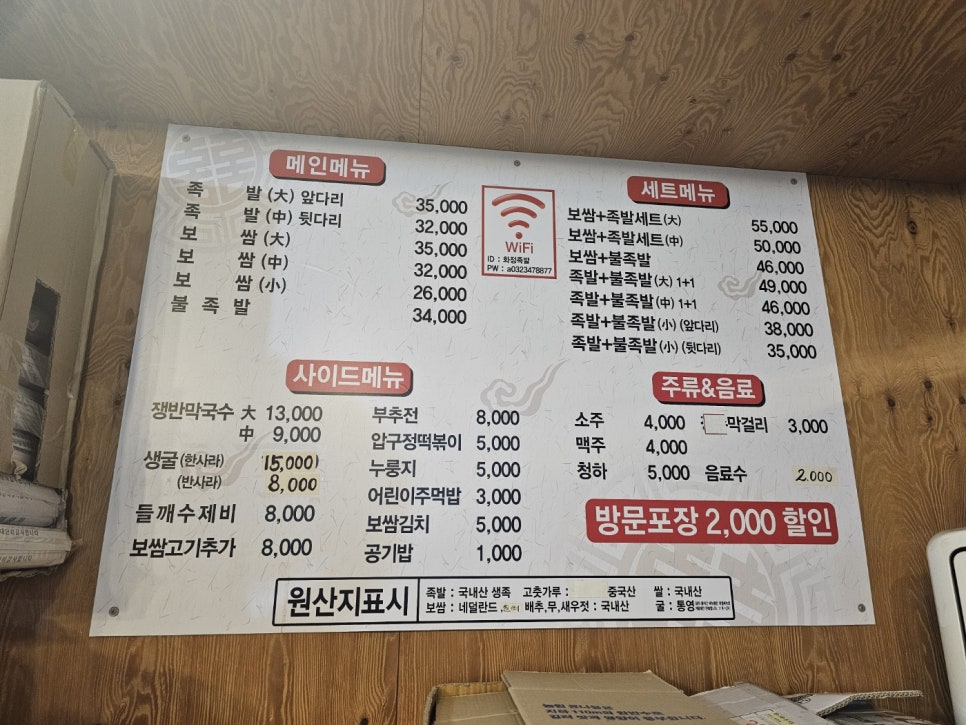 메인메뉴
족 발 (大) 앞다리 35,000
족 발 (中) 뒷다리 32,000
보 쌈 (大) 35,000
보 쌈 (中) 32,000
보 쌈 (小) 26,000
불 족 발 34,000
WiFi
ID : 화정족발
PW : a0323478877
세트메뉴
보쌈+족발세트(大) 55,000
보쌈+족발세트(中) 50,000
보쌈+불족발 46,000
족발+불족발(大) 1+1 49,000
족발+불족발(中) 1+1 46,000
족발+불족발(小) (앞다리) 38,000
족발+불족발(小) (뒷다리) 35,000
사이드메뉴
쟁반막국수 大 13,000
中 9,000
생굴 (한사라) 15,000
(반사라) 8,000
들깨수제비 8,000
보쌈고기추가 8,000
부추전 8,000
압구정떡볶이 5,000
누룽지 5,000
어린이주먹밥 3,000
보쌈김치 5,000
공기밥 1,000
주류&음료
소주 4,000 막걸리 3,000
맥주 4,000
청하 5,000 음료수 2.000
방문포장 2,000 할인
원산지표시
족발 : 국내산 생족 고춧가루 : 중국산 쌀 : 국내산
보쌈 : 네덜란드 배추,무,새우젓 : 국내산 굴 : 통영